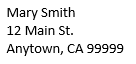 Mary Smith
12 Main St.
Anytown, CA 99999